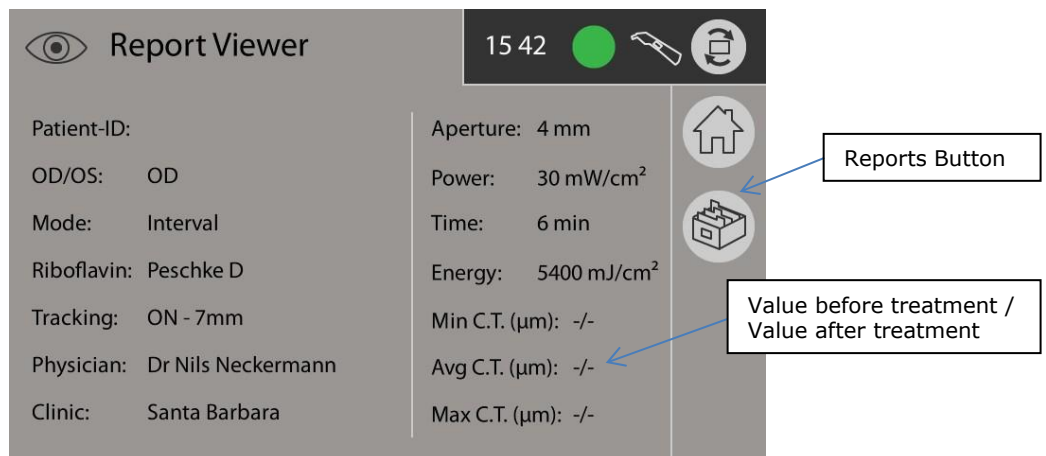 Report Viewer
15 42
Patient-ID:
OD/OS: OD
Mode: Interval
Riboflavin: Peschke D
Tracking: ON - 7mm
Physician: Dr Nils Neckermann
Clinic: Santa Barbara
Aperture: 4 mm
Power: 30 mW/cm²
Time: 6 min
Energy: 5400 mJ/cm²
Min C.T. (µm): -/-
Avg C.T. (µm): -/-
Max C.T. (µm): -/-
Reports Button
Value before treatment /
Value after treatment